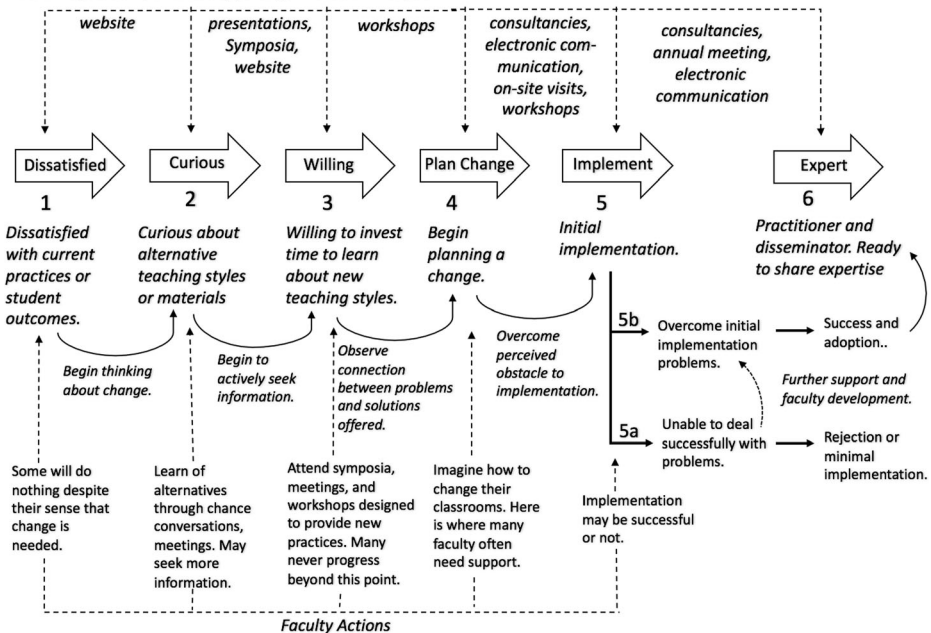 website
presentations,
Symposia,
website
workshops
consultancies,
electronic com-
munication,
on-site visits,
workshops
consultancies,
annual meeting,
electronic
communication
Dissatisfied
Curious
Willing
Plan Change
Implement
Expert
1
2
3
4
5
6
Dissatisfied
with current
practices or
student
outcomes.
Curious about
alternative
teaching styles
or materials
Willing to invest
time to learn
about new
teaching styles.
Begin
planning a
change.
Initial
implementation.
Practitioner and
disseminator. Ready
to share expertise
Begin thinking
about change.
Begin to
actively seek
information.
Observe
connection
between problems
and solutions
offered.
Overcome
perceived
obstacle to
implementation.
5b
Overcome initial
implementation
problems.
Success and
adoption..
Further support and
faculty development.
5a
Unable to deal
successfully with
problems.
Rejection or
minimal
implementation.
Some will do
nothing despite
their sense that
change is
needed.
Learn of
alternatives
through chance
conversations,
meetings. May
seek more
information.
Attend symposia,
meetings, and
workshops designed
to provide new
practices. Many
never progress
beyond this point.
Imagine how to
change their
classrooms. Here
is where many
faculty often
need support.
Implementation
may be successful
or not.
Faculty Actions